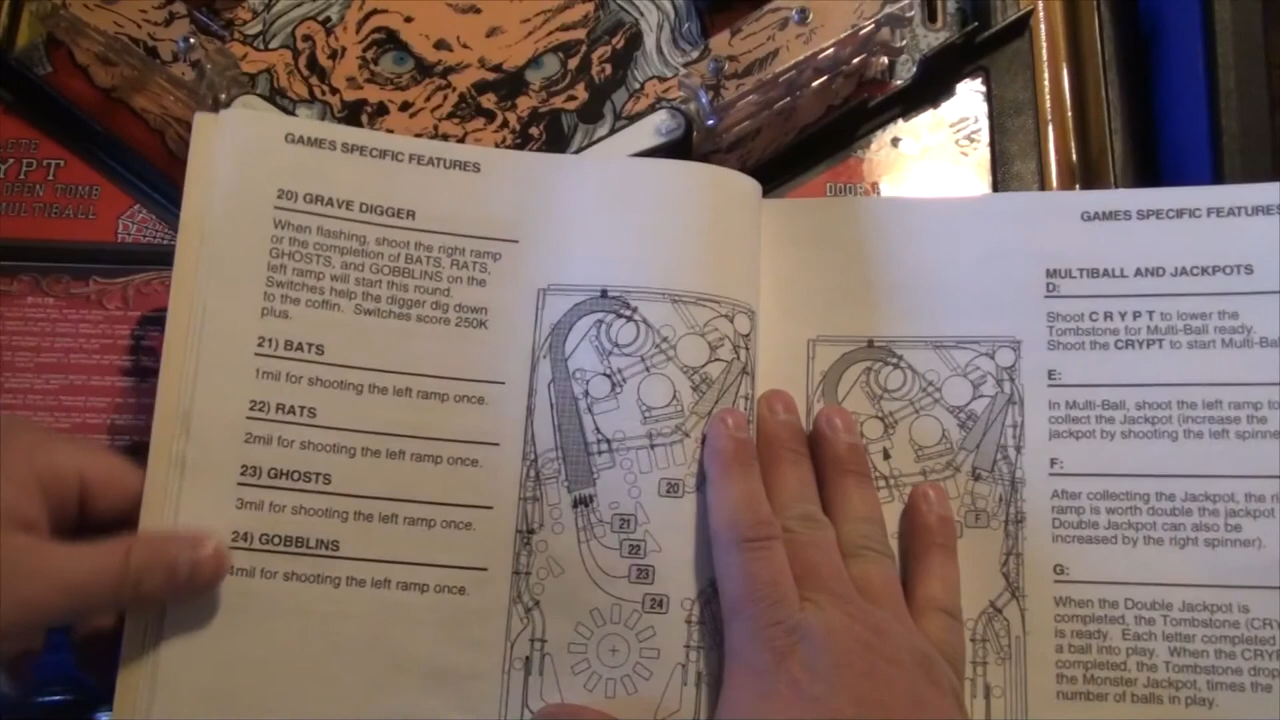 LETE
YPT
OPEN TOMB
MULTIBALL
DOOR
GAMES SPECIFIC FEATURES
20) GRAVE DIGGER
When flashing, shoot the right ramp
or the completion of BATS, RATS,
GHOSTS, and GOBBLINS on the
left ramp will start this round.
Switches help the digger dig down
to the coffin. Switches score 250K
plus.
21) BATS
1mil for shooting the left ramp once.
22) RATS
2mil for shooting the left ramp once.
23) GHOSTS
3mil for shooting the left ramp once.
24) GOBBLINS
4mil for shooting the left ramp once.
20
21
22
23
24
GAMES SPECIFIC FEATURES
MULTIBALL AND JACKPOTS
D:
Shoot C R Y P T to lower the
Tombstone for Multi-Ball ready.
Shoot the CRYPT to start Multi-Ba
E:
In Multi-Ball, shoot the left ramp to
collect the Jackpot (increase the
jackpot by shooting the left spinne
F:
After collecting the Jackpot, the ri
ramp is worth double the jackpot
Double Jackpot can also be
increased by the right spinner).
G:
When the Double Jackpot is
completed, the Tombstone (CRY
is ready. Each letter completed
a ball into play. When the CRY
completed, the Tombstone drop
the Monster Jackpot, times the
number of balls in play.
F